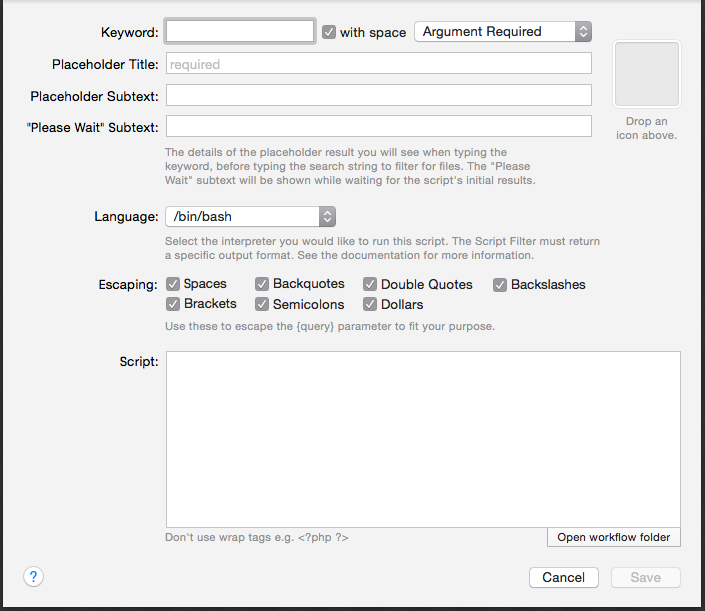 Keyword: with space Argument Required
Placeholder Title: required
Placeholder Subtext:
"Please Wait" Subtext:
Drop an
icon above.
The details of the placeholder result you will see when typing the
keyword, before typing the search string to filter for files. The "Please
Wait" subtext will be shown while waiting for the script's initial results.
Language: /bin/bash
Select the interpreter you would like to run this script. The Script Filter must return
a specific output format. See the documentation for more information.
Escaping: Spaces Backquotes Double Quotes Backslashes
Brackets Semicolons Dollars
Use these to escape the {query} parameter to fit your purpose.
Script:
Don't use wrap tags e.g. <?php ?> Open workflow folder
? Cancel Save